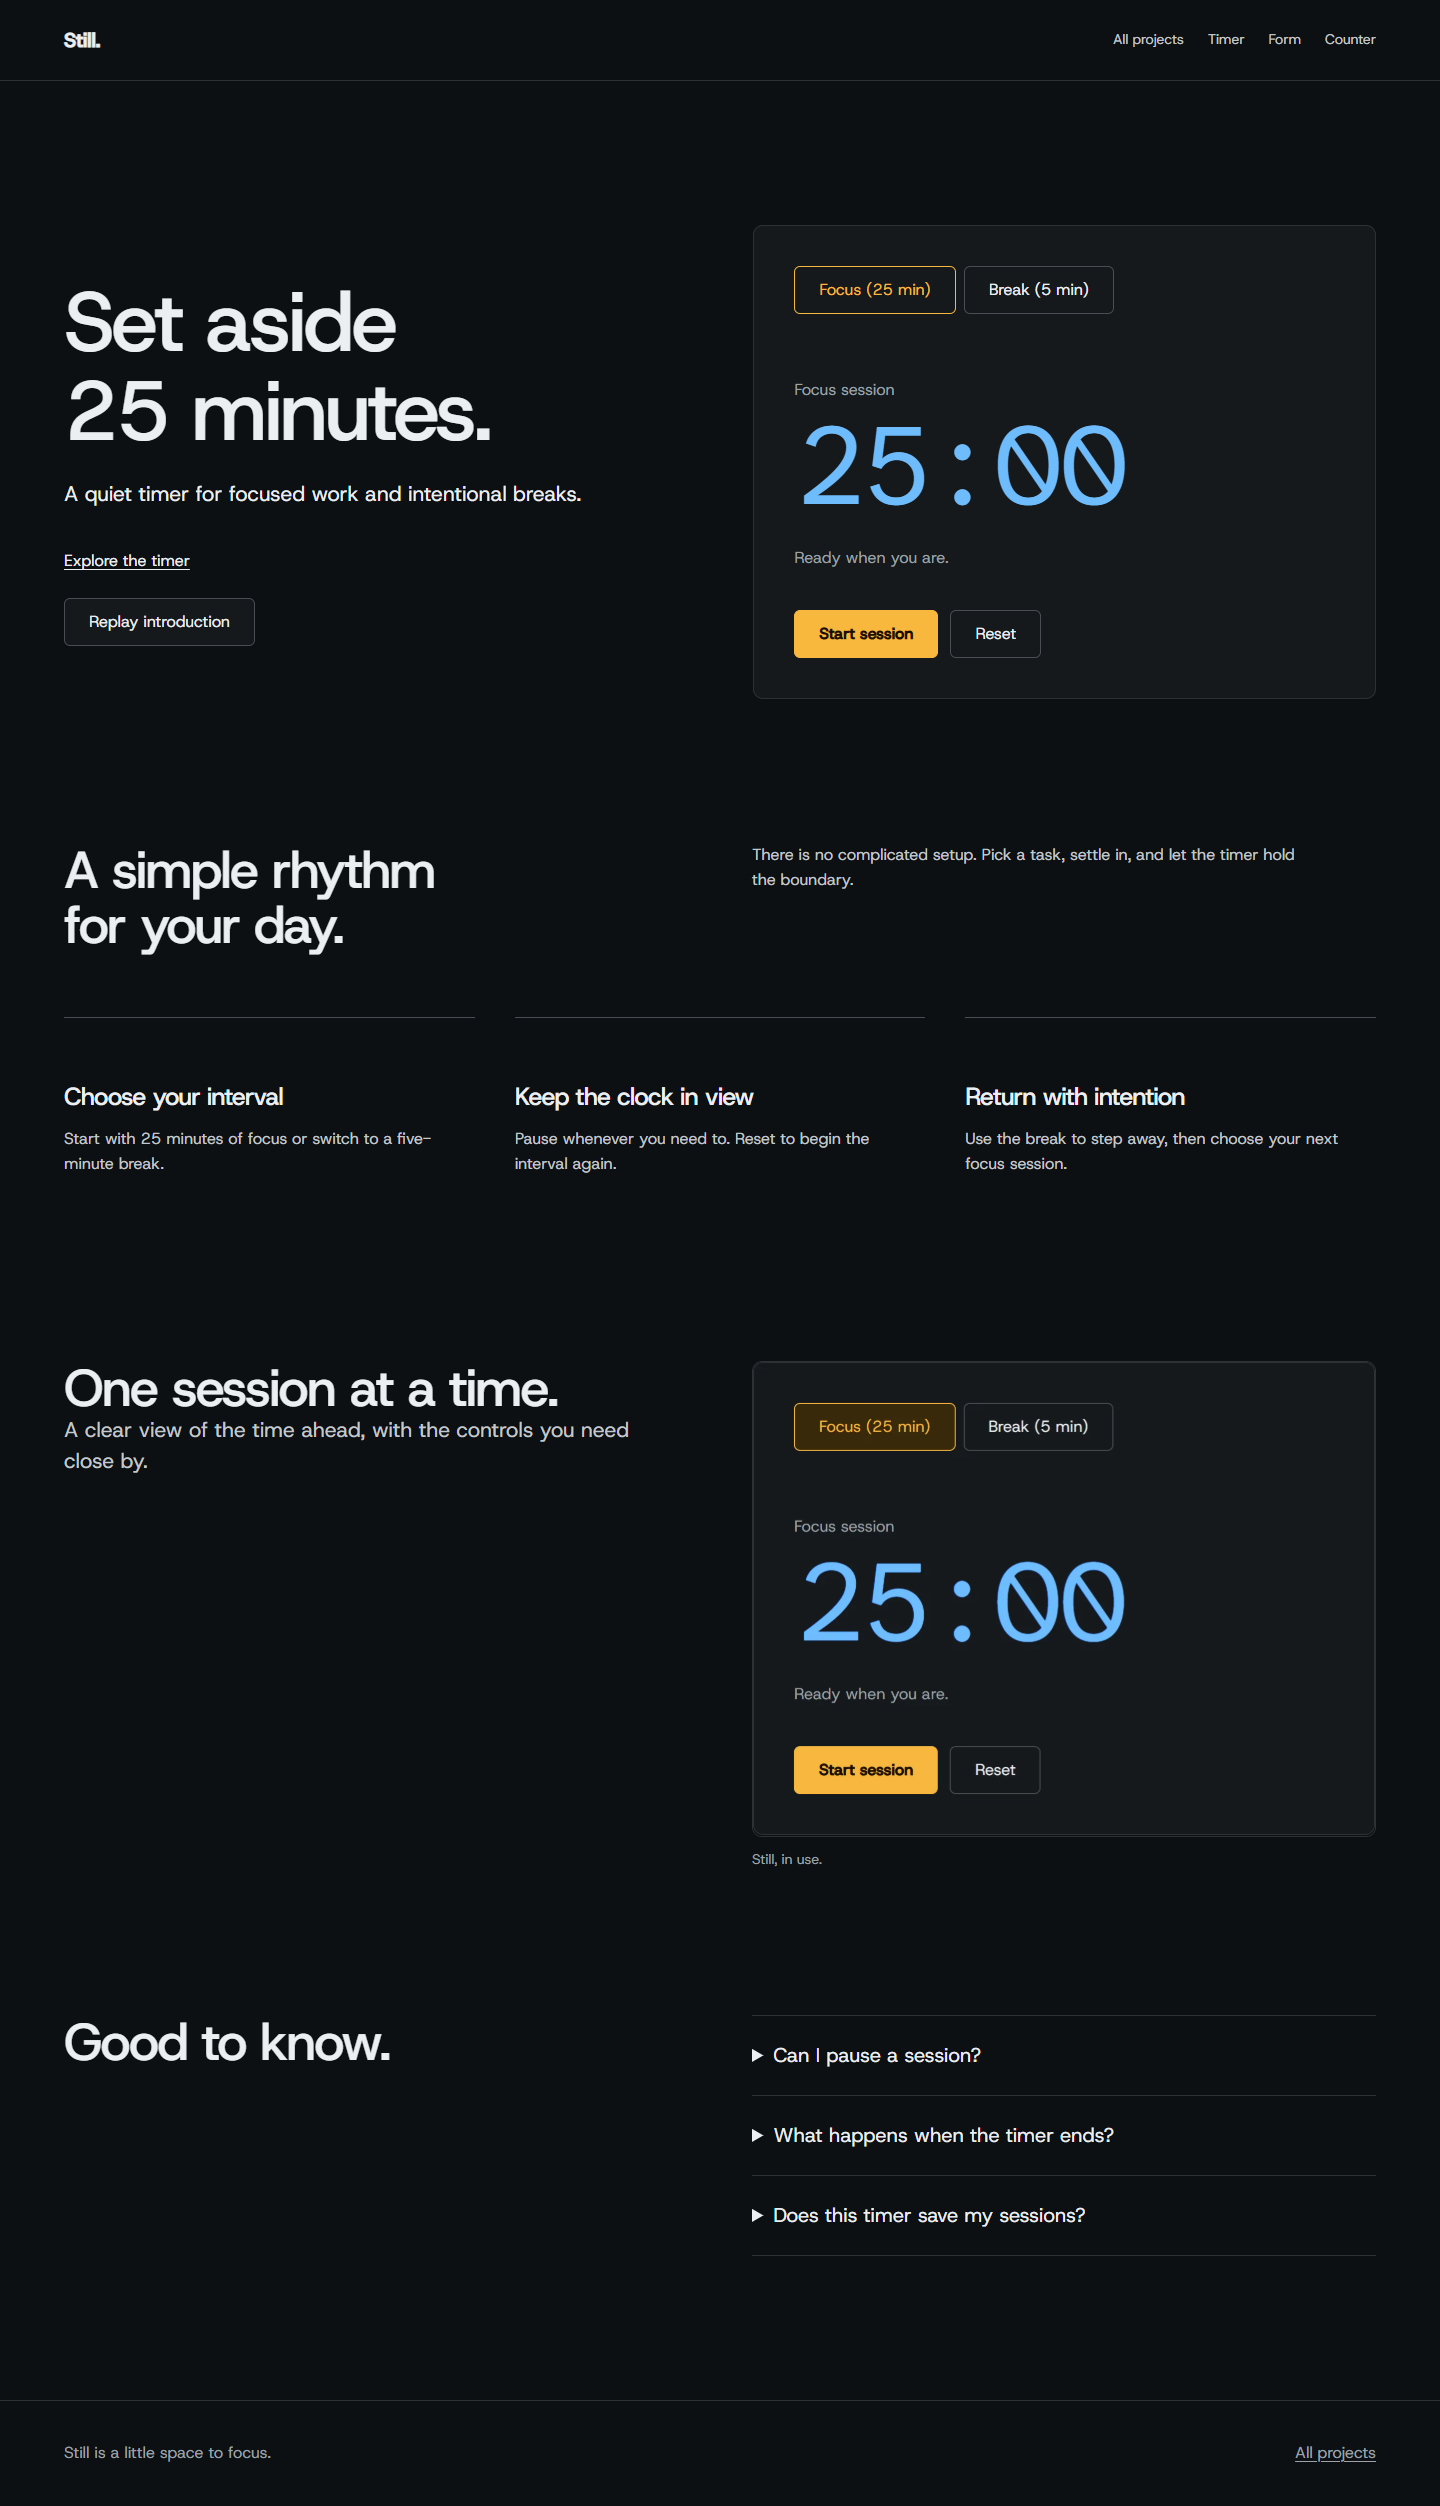 Still.
All projects
Timer
Form
Counter
Set aside
25 minutes.
A quiet timer for focused work and intentional breaks.
Explore the timer
Replay introduction
Focus (25 min)
Break (5 min)
Focus session
25:00
Ready when you are.
Start session
Reset
A simple rhythm
for your day.
There is no complicated setup. Pick a task, settle in, and let the timer hold
the boundary.
Choose your interval
Start with 25 minutes of focus or switch to a five-
minute break.
Keep the clock in view
Pause whenever you need to. Reset to begin the
interval again.
Return with intention
Use the break to step away, then choose your next
focus session.
One session at a time.
A clear view of the time ahead, with the controls you need
close by.
Focus (25 min)
Break (5 min)
Focus session
25:00
Ready when you are.
Start session
Reset
Still, in use.
Good to know.
Can I pause a session?
What happens when the timer ends?
Does this timer save my sessions?
Still is a little space to focus.
All projects